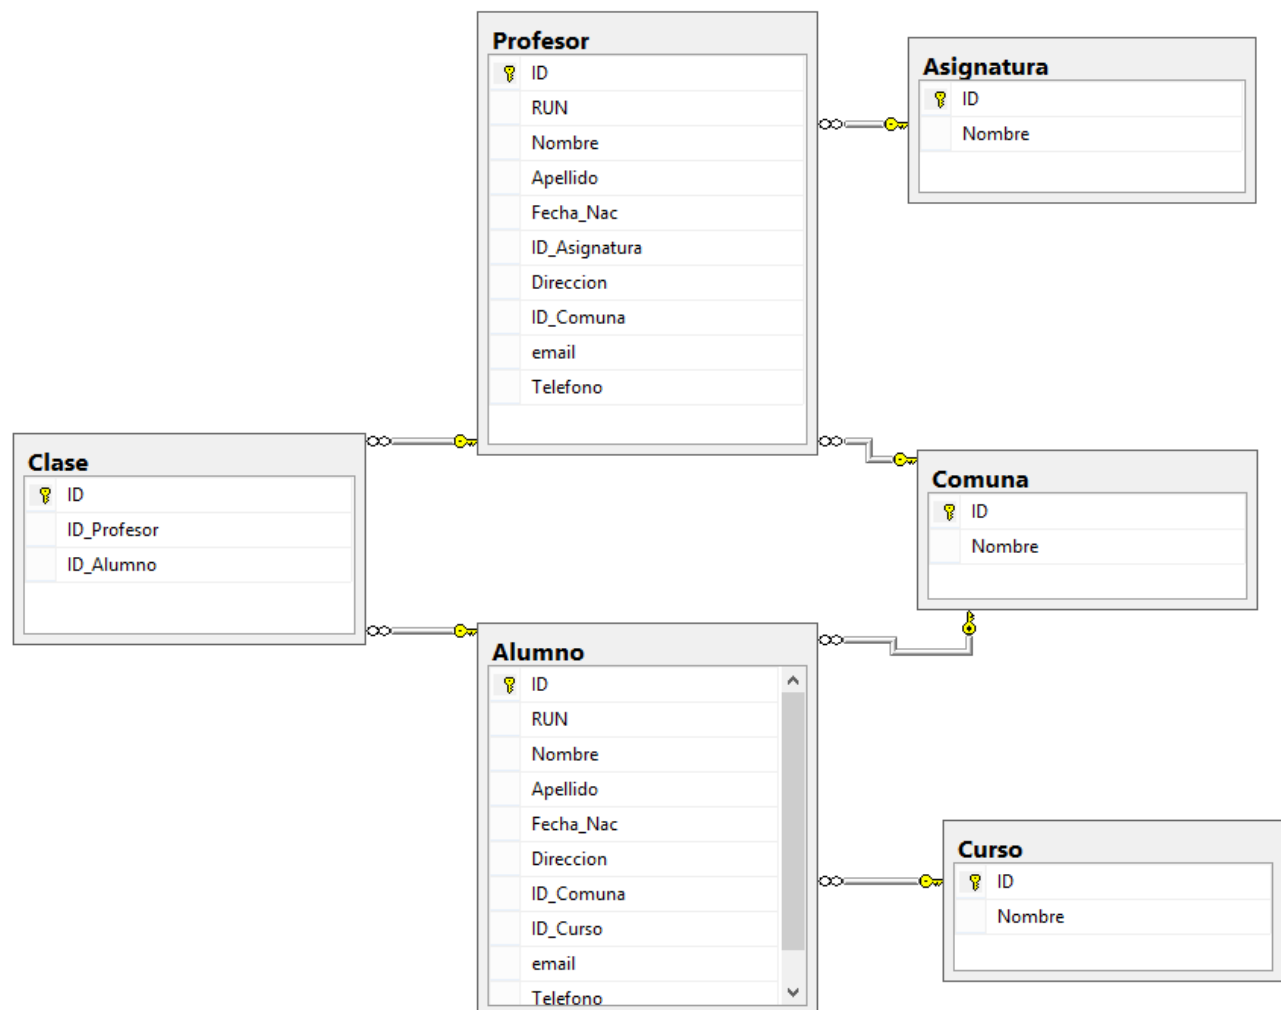 Profesor
ID
RUN
Nombre
Apellido
Fecha_Nac
ID_Asignatura
Direccion
ID_Comuna
email
Telefono
Asignatura
ID
Nombre
Clase
ID
ID_Profesor
ID_Alumno
Comuna
ID
Nombre
Alumno
ID
RUN
Nombre
Apellido
Fecha_Nac
Direccion
ID_Comuna
ID_Curso
email
Telefono
Curso
ID
Nombre